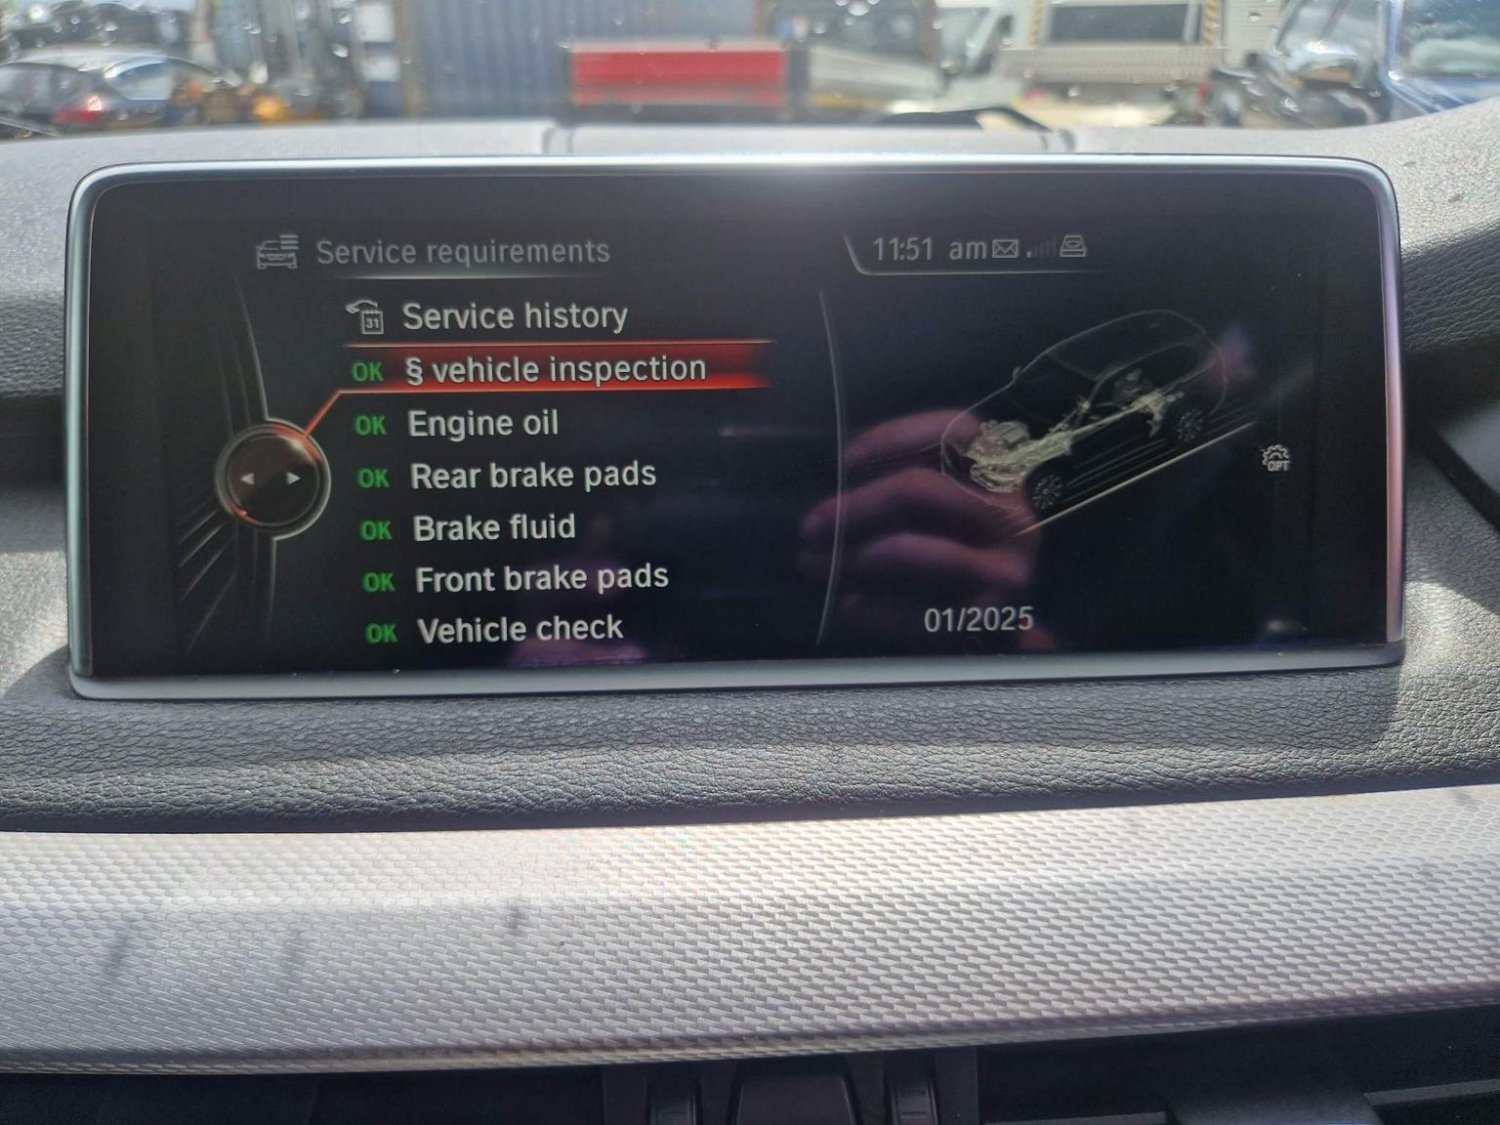 Service requirements
11:51 am
Service history
31
OK § vehicle inspection
OK Engine oil
OK Rear brake pads
OK Brake fluid
OK Front brake pads
OK Vehicle check
OPT
01/2025